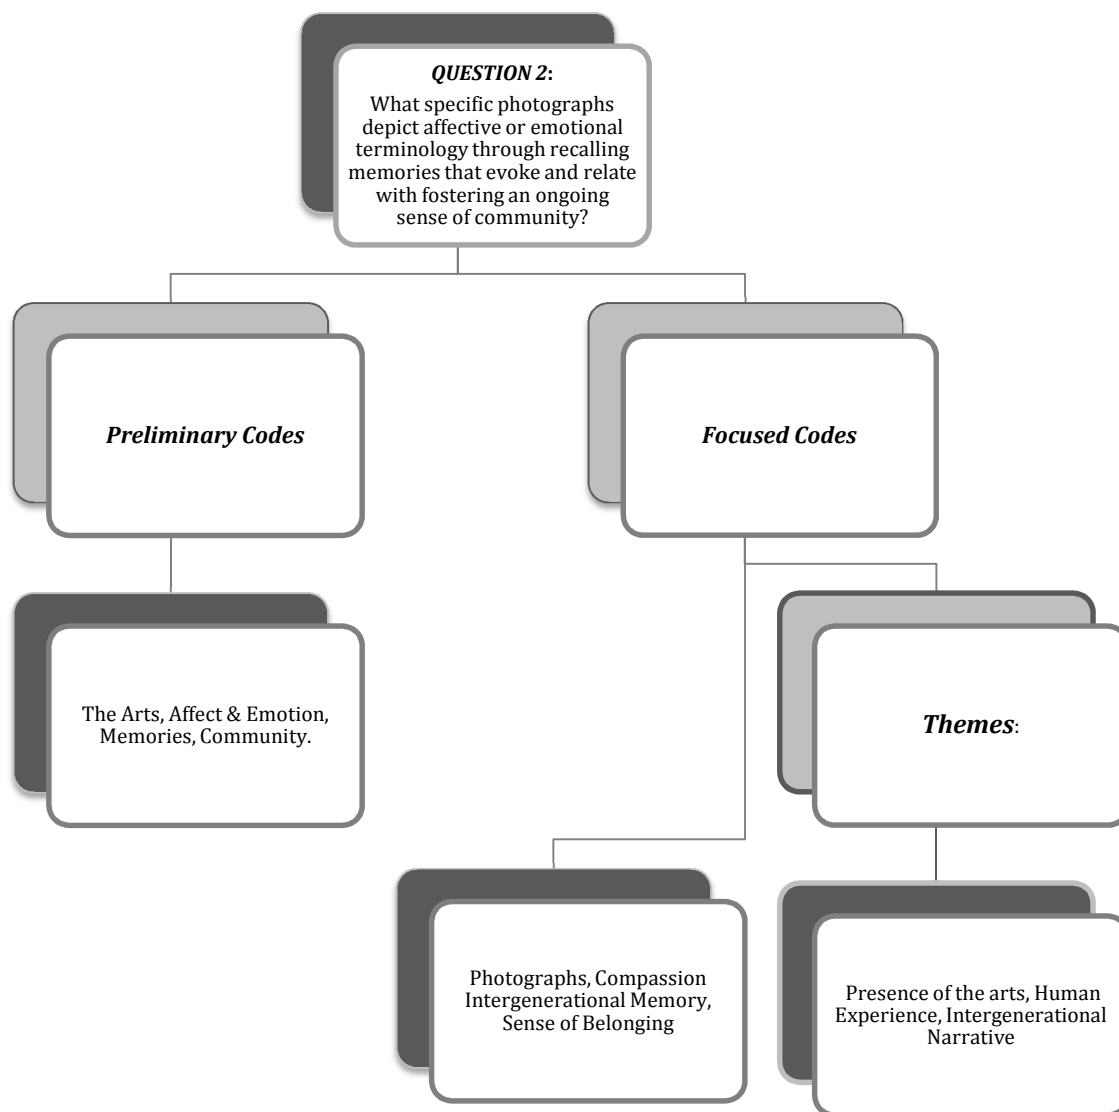 QUESTION 2:
What specific photographs
depict affective or emotional
terminology through recalling
memories that evoke and relate
with fostering an ongoing
sense of community?
Preliminary Codes
Focused Codes
The Arts, Affect & Emotion,
Memories, Community.
Themes:
Photographs, Compassion
Intergenerational Memory,
Sense of Belonging
Presence of the arts, Human
Experience, Intergenerational
Narrative